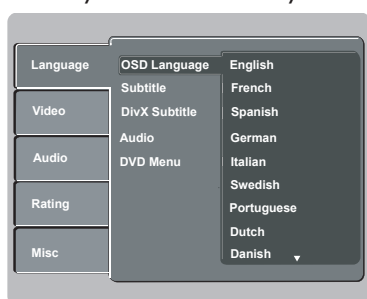 Language
Video
Audio
Rating
Misc
OSD Language
Subtitle
DivX Subtitle
Audio
DVD Menu
English
French
Spanish
German
Italian
Swedish
Portuguese
Dutch
Danish